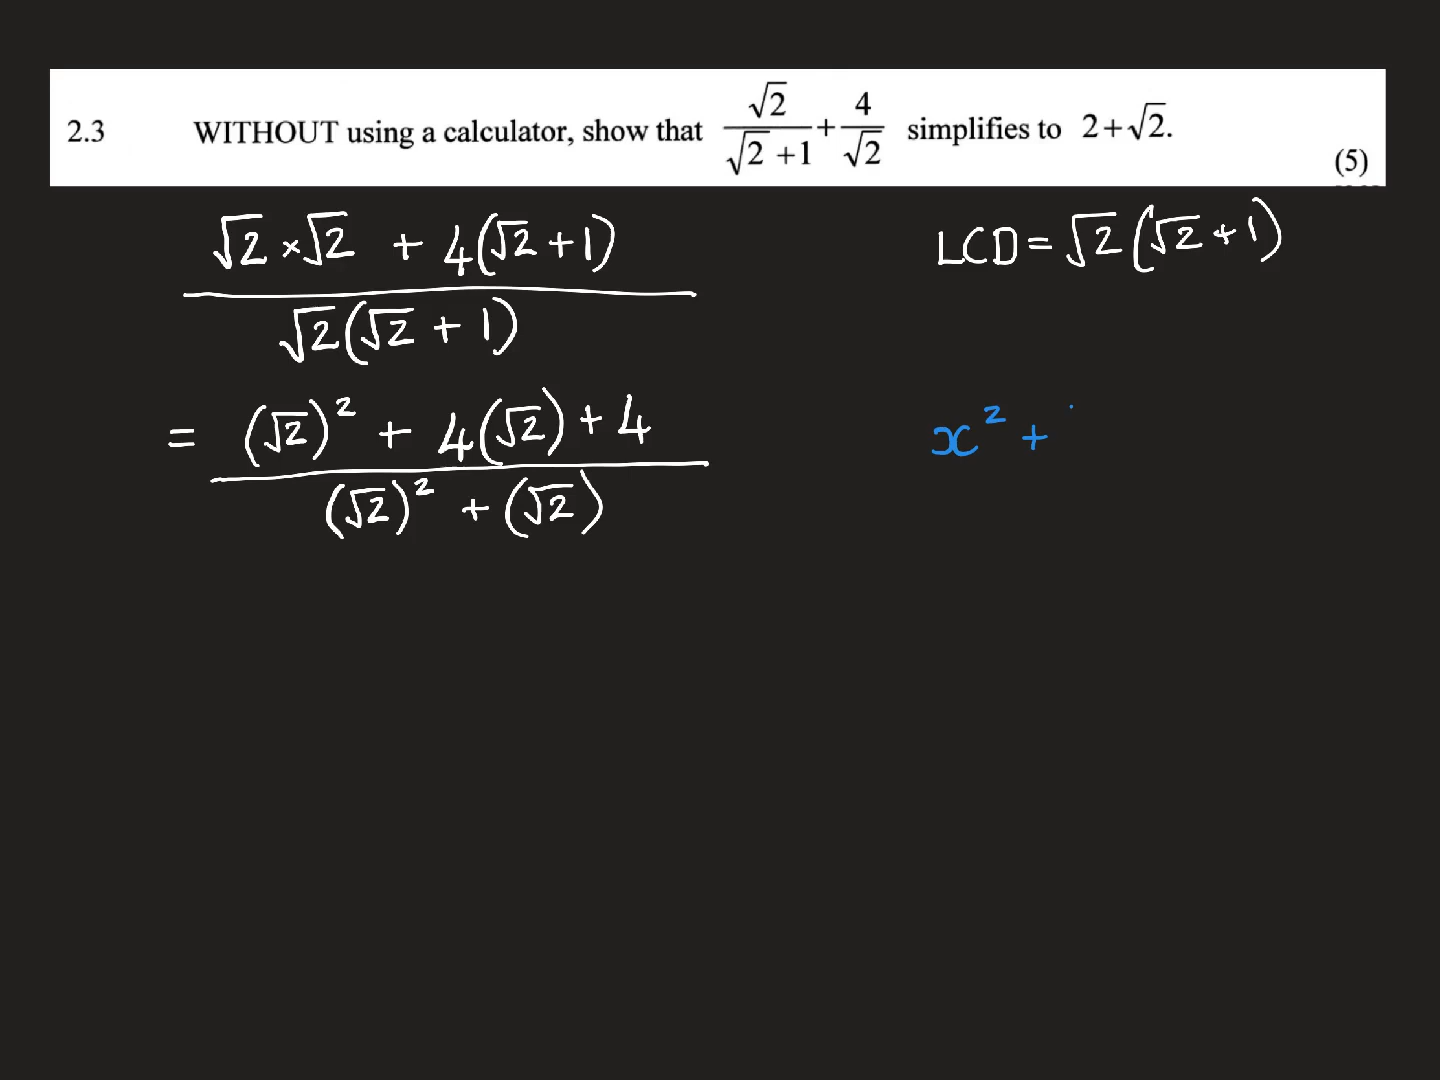 2.3 WITHOUT using a calculator, show that √2/(√2 + 1) + 4/√2 simplifies to 2 + √2. (5)
√2 × √2 + 4(√2 + 1)
√2(√2 + 1)
LCD = √2(√2 + 1)
= (√2)² + 4(√2) + 4
(√2)² + (√2)
x² +